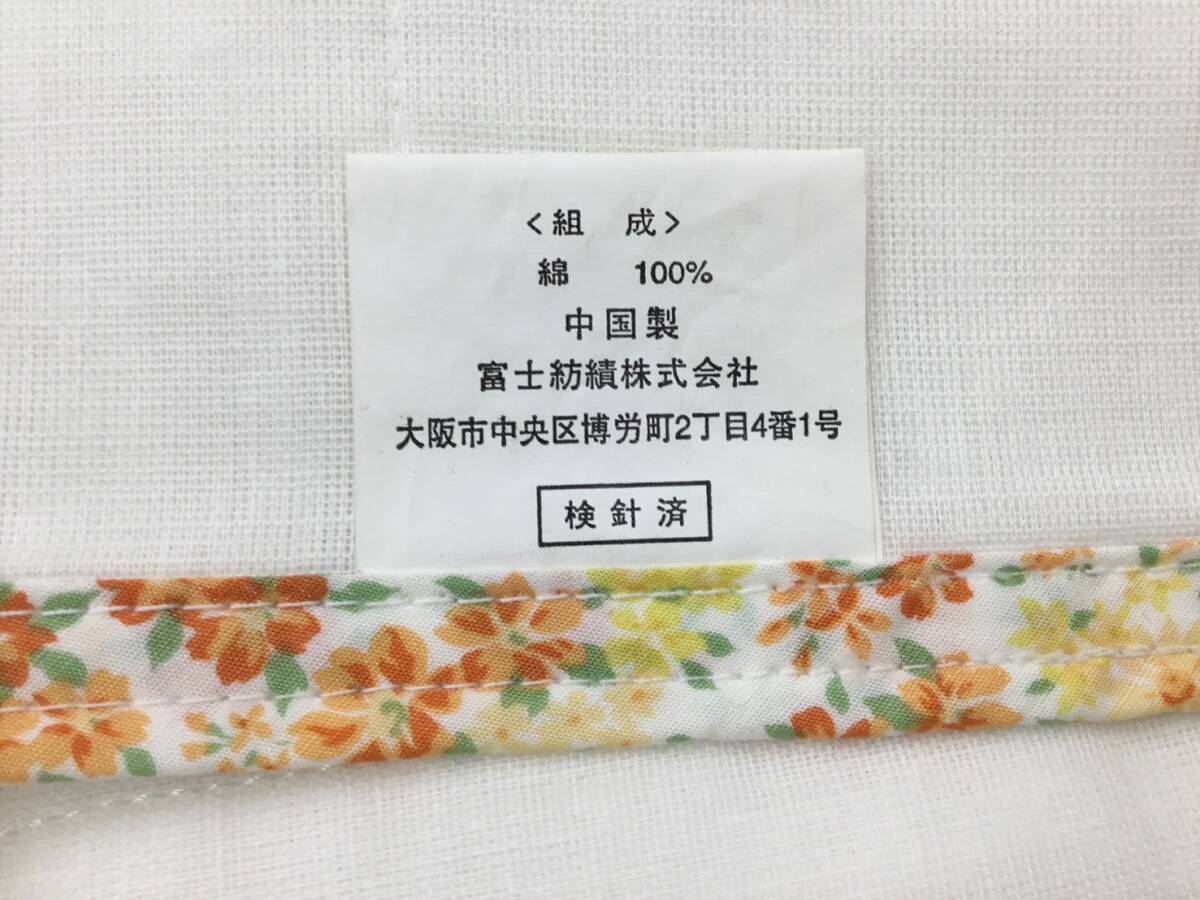 <組　成>
綿　100%
中国製
富士紡績株式会社
大阪市中央区博労町2丁目4番1号
検針済